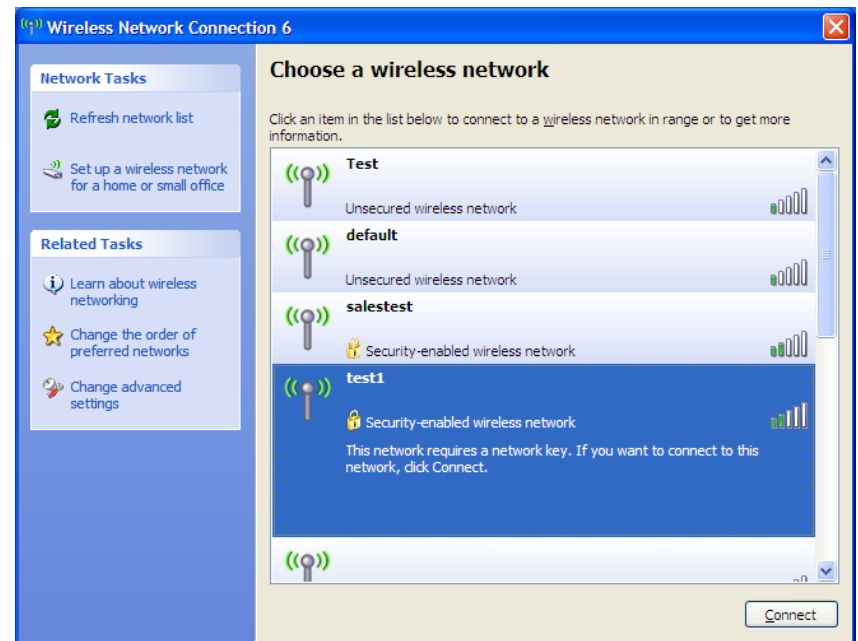 Wireless Network Connection 6
Network Tasks
Refresh network list
Set up a wireless network
for a home or small office
Related Tasks
Learn about wireless
networking
Change the order of
preferred networks
Change advanced
settings
Choose a wireless network
Click an item in the list below to connect to a wireless network in range or to get more
information.
Test
Unsecured wireless network
default
Unsecured wireless network
salestest
Security-enabled wireless network
test1
Security-enabled wireless network
This network requires a network key. If you want to connect to this
network, click Connect.
Connect